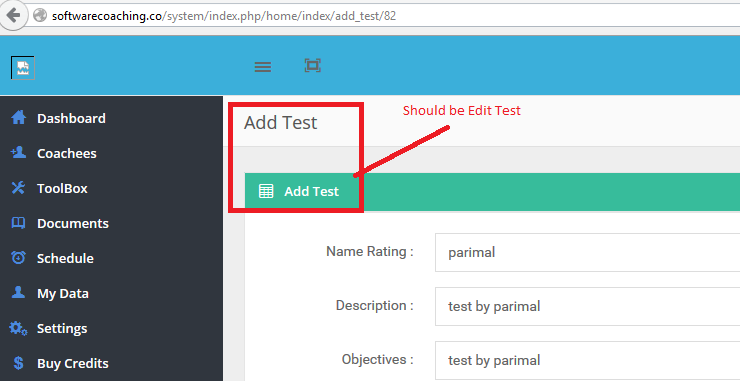 softwarecoaching.co/system/index.php/home/index/add_test/82
Dashboard
Coachees
ToolBox
Documents
Schedule
My Data
Settings
Buy Credits
Add Test
Should be Edit Test
Add Test
Name Rating : parimal
Description : test by parimal
Objectives : test by parimal